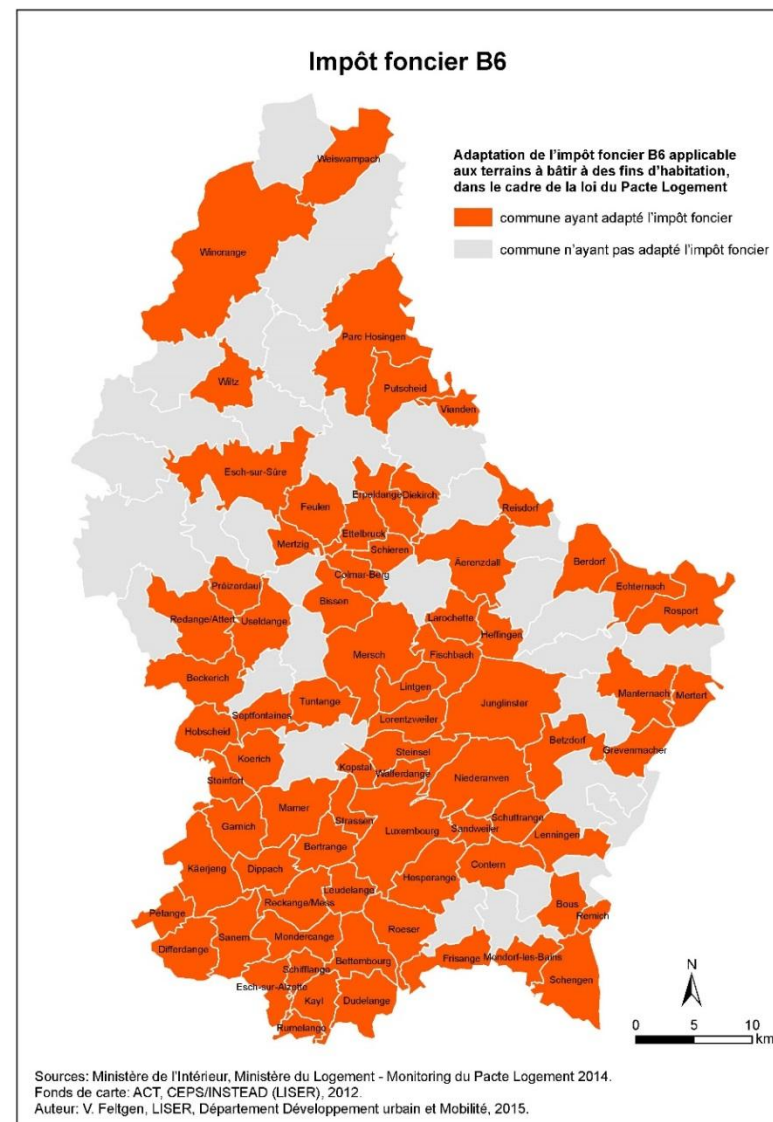 Impôt foncier B6
Adaptation de l'impôt foncier B6 applicable
aux terrains à bâtir à des fins d'habitation,
dans le cadre de la loi du Pacte Logement
commune ayant adapté l'impôt foncier
commune n'ayant pas adapté l'impôt foncier
Weiswampach
Wincrange
Parc Hosingen
Wiltz
Putscheid
Vianden
Esch-sur-Sûre
Erpeldange
Diekirch
Feulen
Reisdorf
Ettelbruck
Mertzig
Schieren
Äerenzdall
Berdorf
Colmar-Berg
Echternach
Préizerdaul
Bissen
Rosport
Redange/Attert
Useldange
Larochette
Heffingen
Mersch
Fischbach
Beckerich
Lintgen
Manternach
Mertert
Tuntange
Junglinster
Septfontaines
Lorentzweiler
Hobscheid
Betzdorf
Steinsel
Grevenmacher
Koerich
Kopstal
Walferdange
Steinfort
Niederanven
Mamer
Schuttrange
Garnich
Strassen
Luxembourg
Sandweiler
Lenningen
Bertrange
Käerjeng
Dippach
Contern
Hesperange
Leudelange
Reckange/Mess
Bous
Pétange
Remich
Roeser
Sanem
Mondercange
Differdange
Bettembourg
Frisange
Mondorf-les-Bains
Schifflange
Schengen
Esch-sur-Alzette
Kayl
Dudelange
Rumelange
N
0 5 10
km
Sources: Ministère de l'Intérieur, Ministère du Logement - Monitoring du Pacte Logement 2014.
Fonds de carte: ACT, CEPS/INSTEAD (LISER), 2012.
Auteur: V. Feltgen, LISER, Département Développement urbain et Mobilité, 2015.